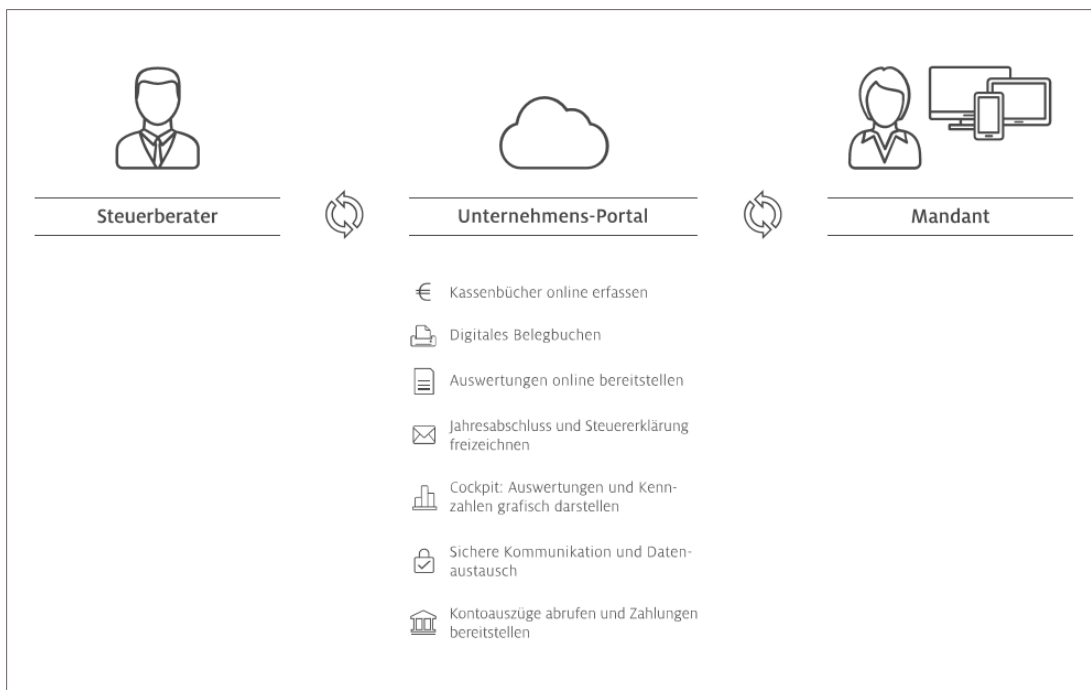 Steuerberater
Unternehmens-Portal
Mandant
€ Kassenbücher online erfassen
Digitales Belegbuchen
Auswertungen online bereitstellen
Jahresabschluss und Steuererklärung
freizeichnen
Cockpit: Auswertungen und Kenn-
zahlen grafisch darstellen
Sichere Kommunikation und Daten-
austausch
Kontoauszüge abrufen und Zahlungen
bereitstellen